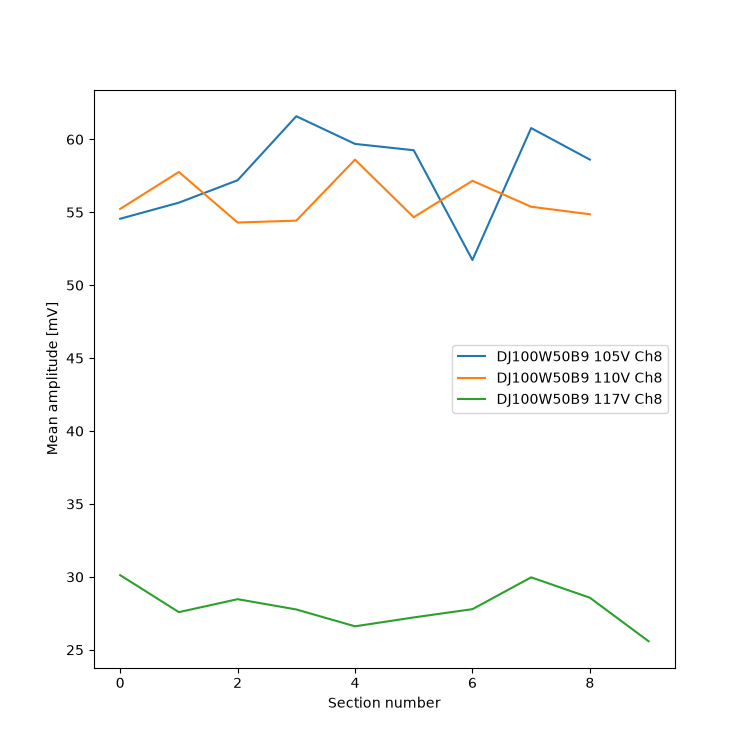 60
55
50
45
40
35
30
25
Mean amplitude [mV]
DJ100W50B9 105V Ch8
DJ100W50B9 110V Ch8
DJ100W50B9 117V Ch8
0 2 4 6 8
Section number